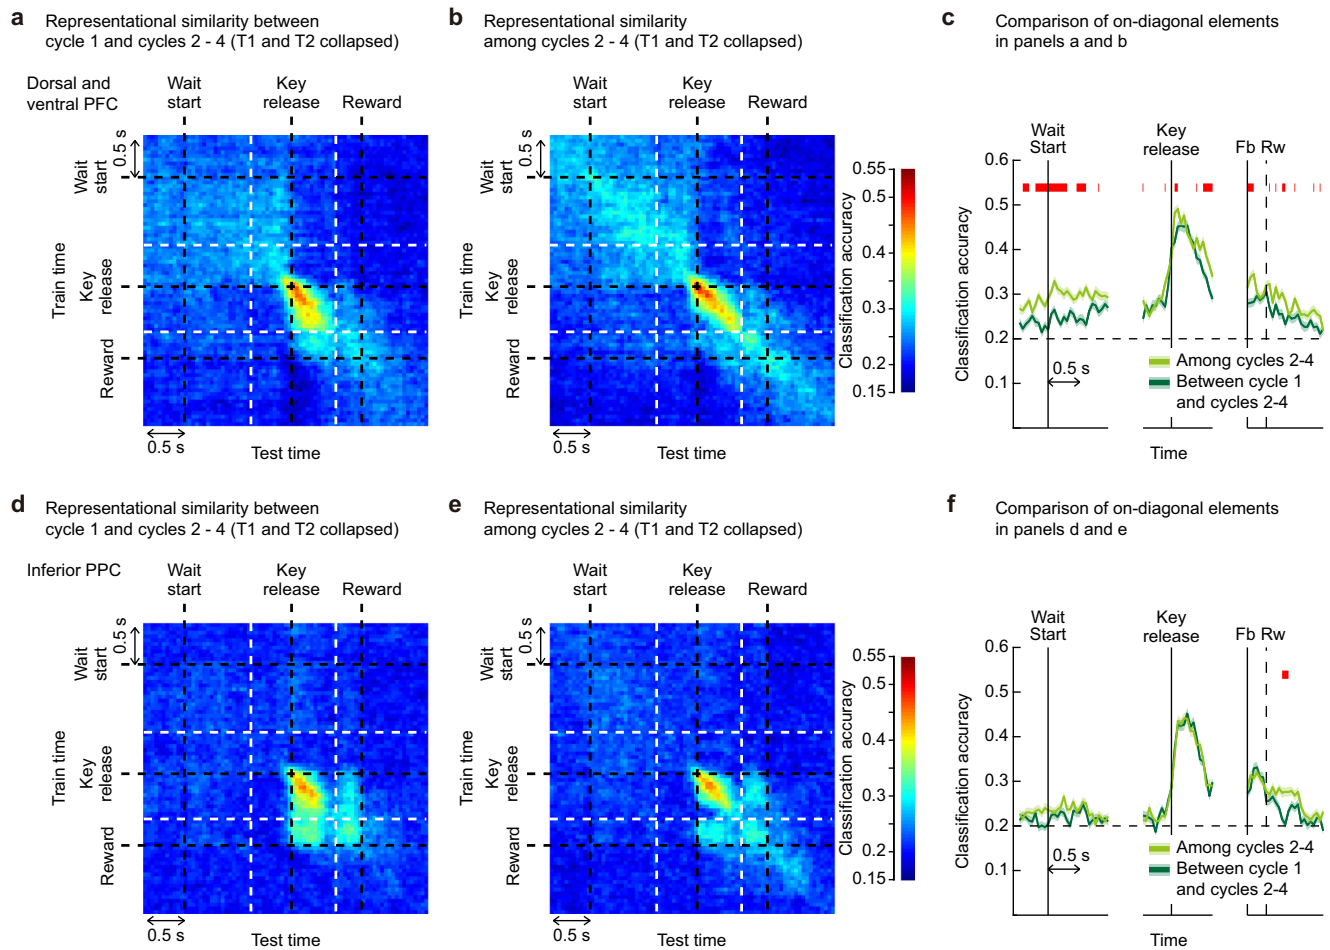 a
Representational similarity between
cycle 1 and cycles 2 - 4 (T1 and T2 collapsed)
Dorsal and
ventral PFC
Wait
start
Key
release
Reward
0.5 s
Wait
start
Key
release
Reward
Train time
0.5 s
Test time
b
Representational similarity
among cycles 2 - 4 (T1 and T2 collapsed)
Wait
start
Key
release
Reward
0.5 s
Wait
start
Key
release
Reward
Train time
0.5 s
Test time
Classification accuracy
0.55
0.5
0.4
0.3
0.2
0.15
c
Comparison of on-diagonal elements
in panels a and b
Wait
Start
Key
release
Fb Rw
0.6
0.5
0.4
0.3
0.2
0.1
Classification accuracy
0.5 s
Among cycles 2-4
Between cycle 1
and cycles 2-4
Time
d
Representational similarity between
cycle 1 and cycles 2 - 4 (T1 and T2 collapsed)
Inferior PPC
Wait
start
Key
release
Reward
0.5 s
Wait
start
Key
release
Reward
Train time
0.5 s
Test time
e
Representational similarity
among cycles 2 - 4 (T1 and T2 collapsed)
Wait
start
Key
release
Reward
0.5 s
Wait
start
Key
release
Reward
Train time
0.5 s
Test time
Classification accuracy
0.55
0.5
0.4
0.3
0.2
0.15
f
Comparison of on-diagonal elements
in panels d and e
Wait
Start
Key
release
Fb Rw
0.6
0.5
0.4
0.3
0.2
0.1
Classification accuracy
0.5 s
Among cycles 2-4
Between cycle 1
and cycles 2-4
Time